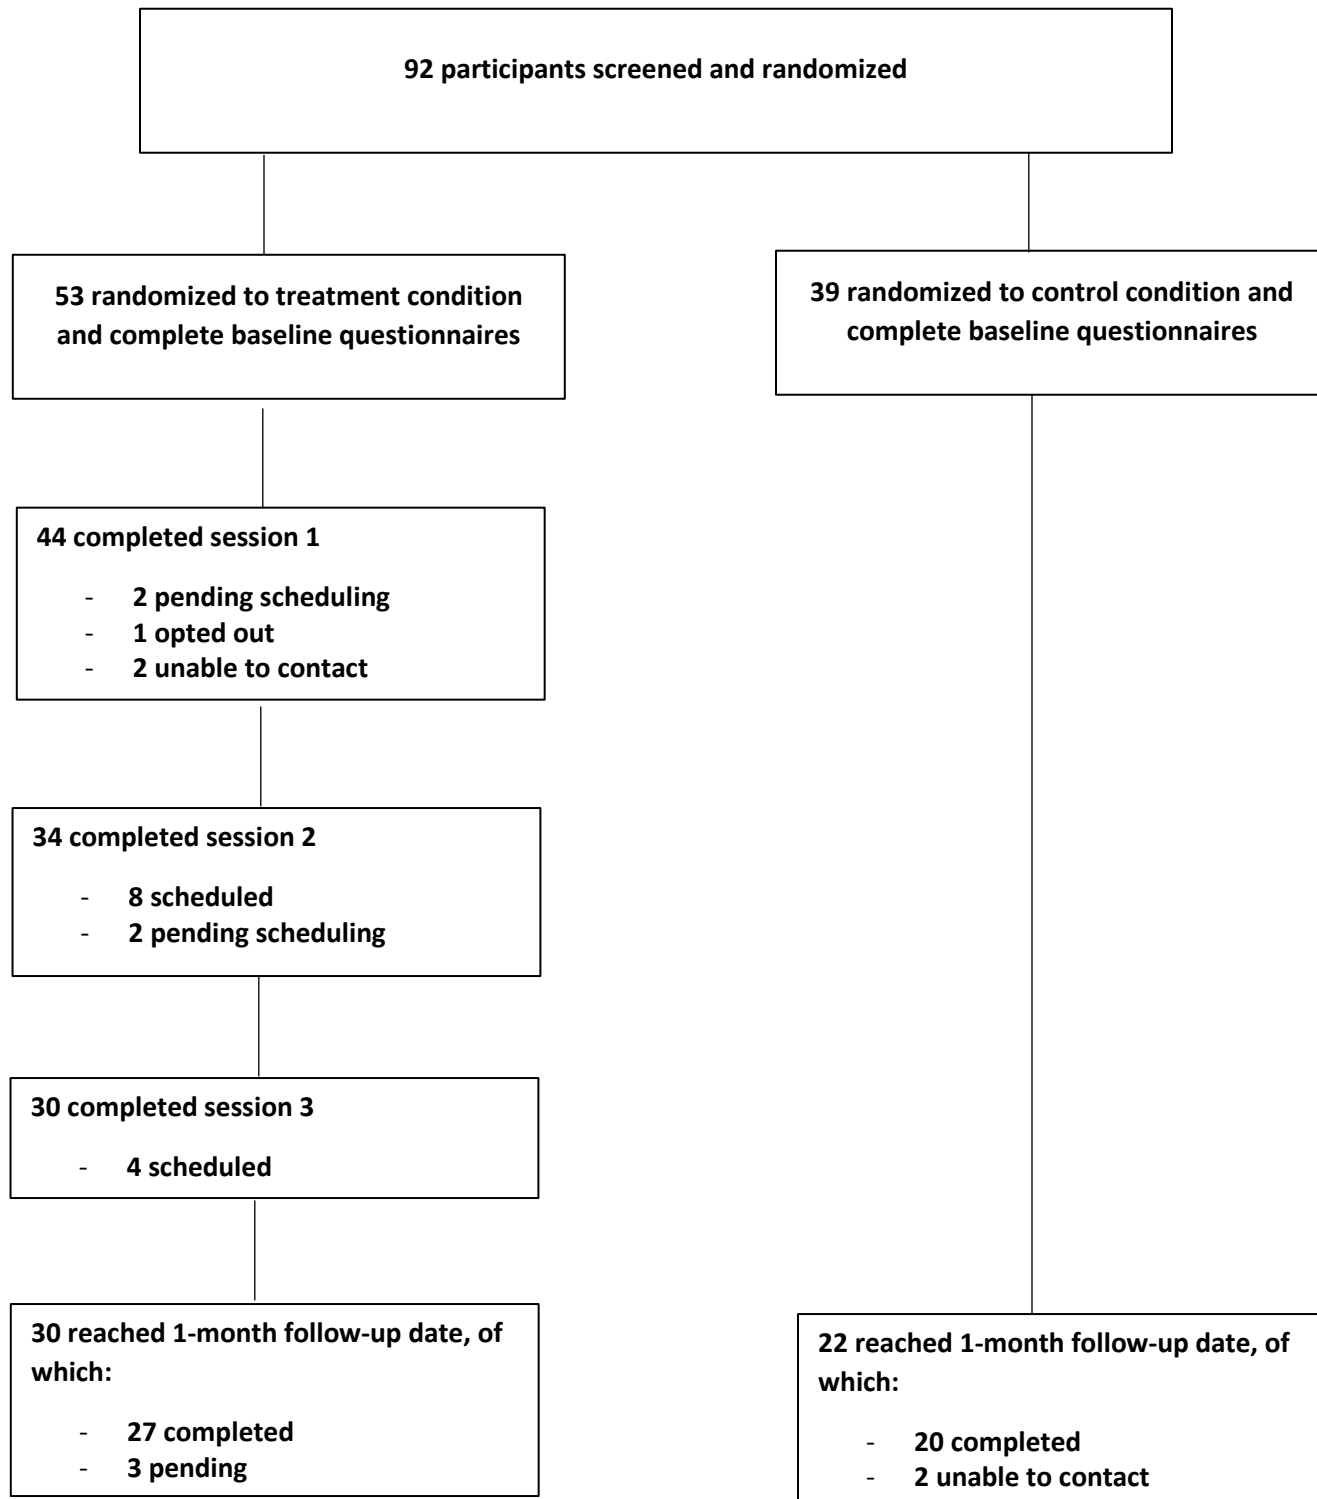 92 participants screened and randomized
53 randomized to treatment condition
and complete baseline questionnaires
39 randomized to control condition and
complete baseline questionnaires
44 completed session 1
- 2 pending scheduling
- 1 opted out
- 2 unable to contact
34 completed session 2
- 8 scheduled
- 2 pending scheduling
30 completed session 3
- 4 scheduled
30 reached 1-month follow-up date, of
which:
- 27 completed
- 3 pending
22 reached 1-month follow-up date, of
which:
- 20 completed
- 2 unable to contact